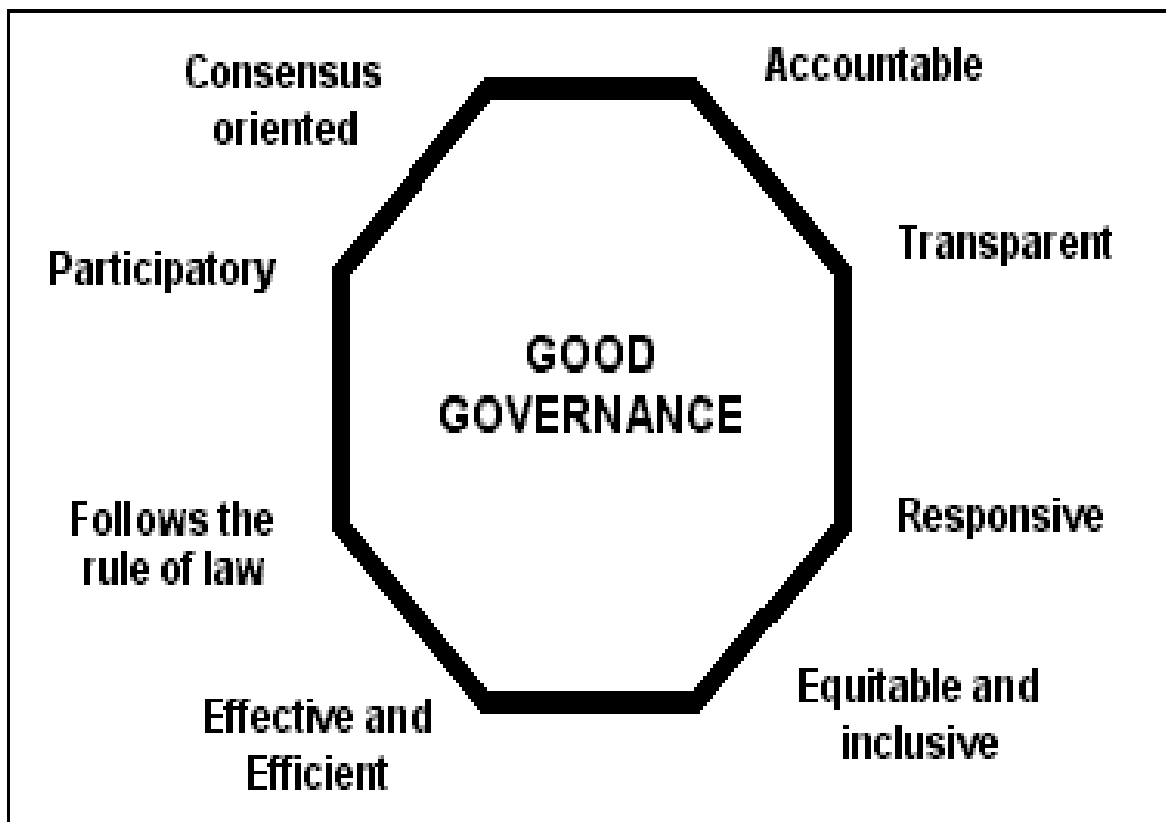 Consensus
oriented
Accountable
Participatory
Transparent
GOOD
GOVERNANCE
Follows the
rule of law
Responsive
Effective and
Efficient
Equitable and
inclusive